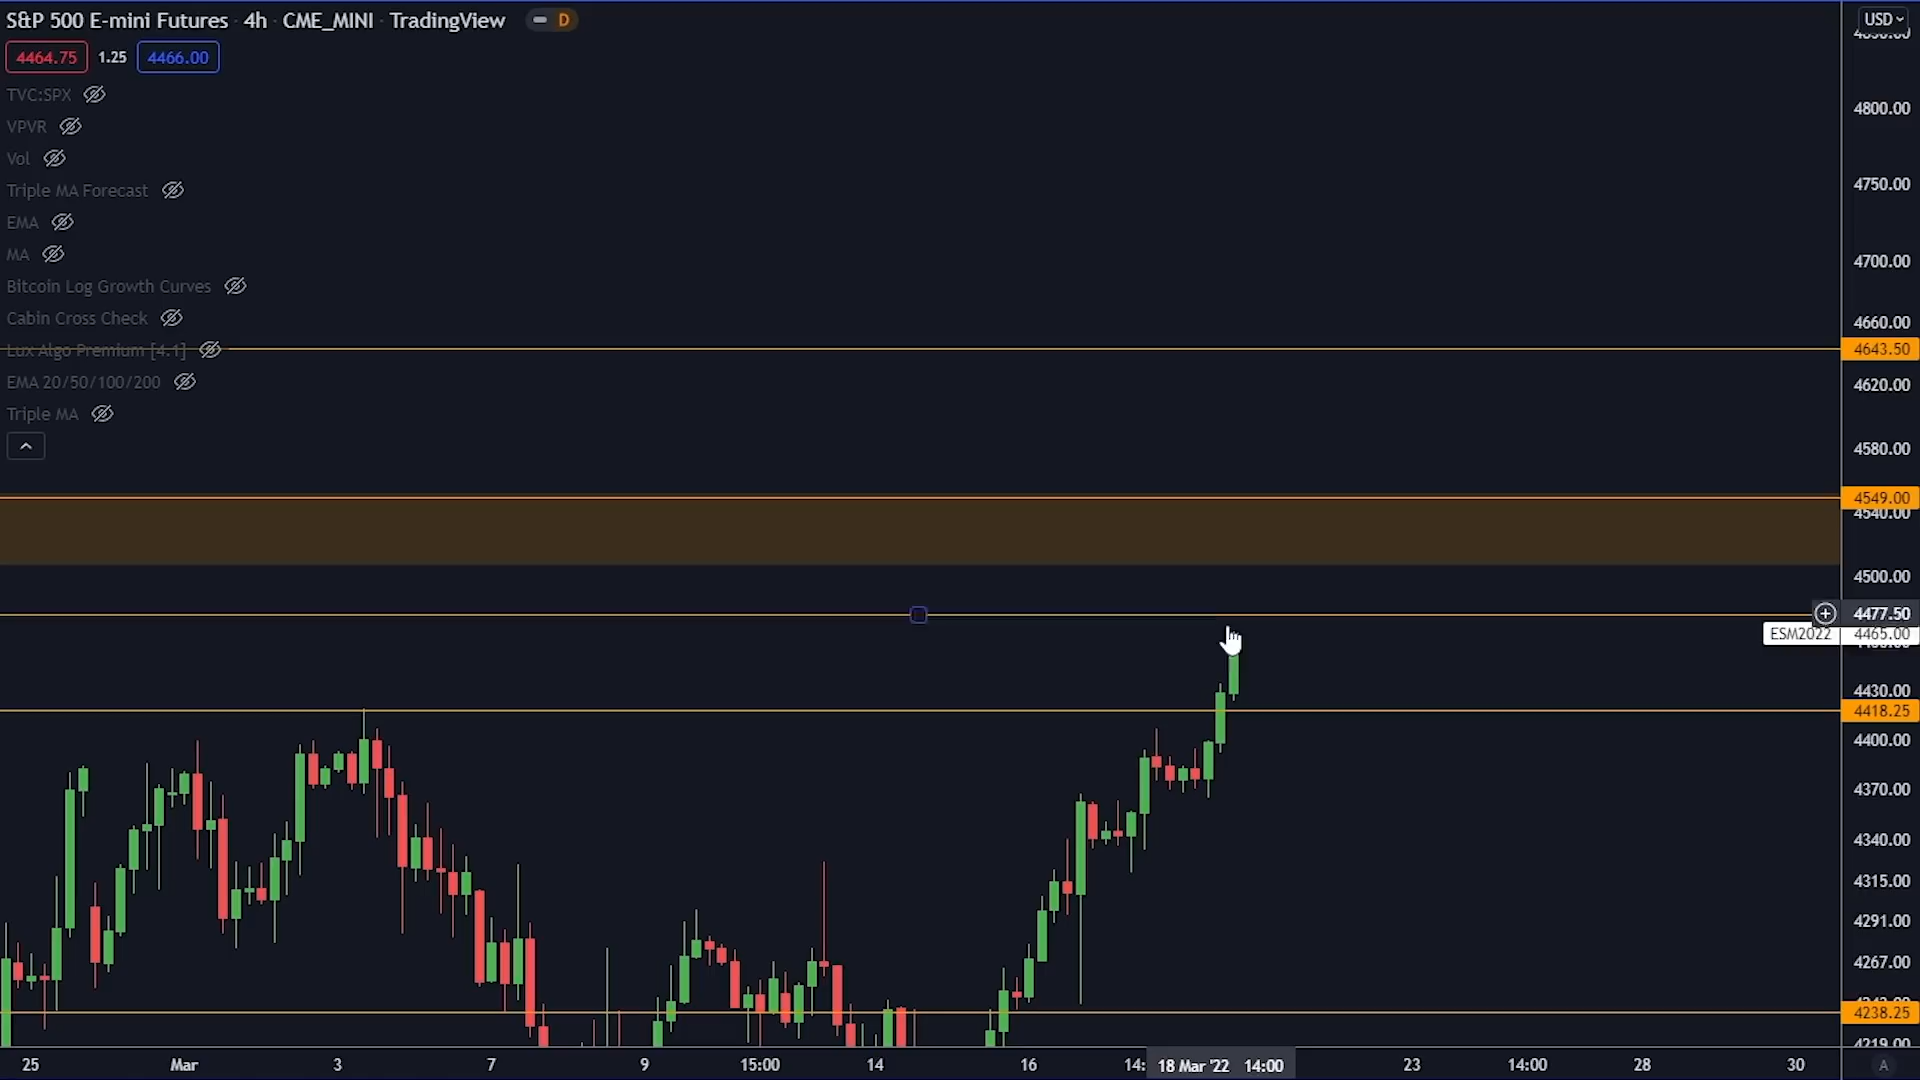 S&P 500 E-mini Futures · 4h · CME_MINI · TradingView D
4464.75 1.25 4466.00
TVC:SPX
VPVR
Vol
Triple MA Forecast
EMA
MA
Bitcoin Log Growth Curves
Cabin Cross Check
Lux Algo Premium [4.1]
EMA 20/50/100/200
Triple MA
USD
4800.00
4750.00
4700.00
4660.00
4643.50
4620.00
4580.00
4549.00
4540.00
4500.00
4477.50
ESM2022 4465.00
4430.00
4418.25
4400.00
4370.00
4340.00
4315.00
4291.00
4267.00
4238.25
4219.00
25 Mar 3 7 9 15:00 14 16 14: 18 Mar '22 14:00 23 14:00 28 30 A